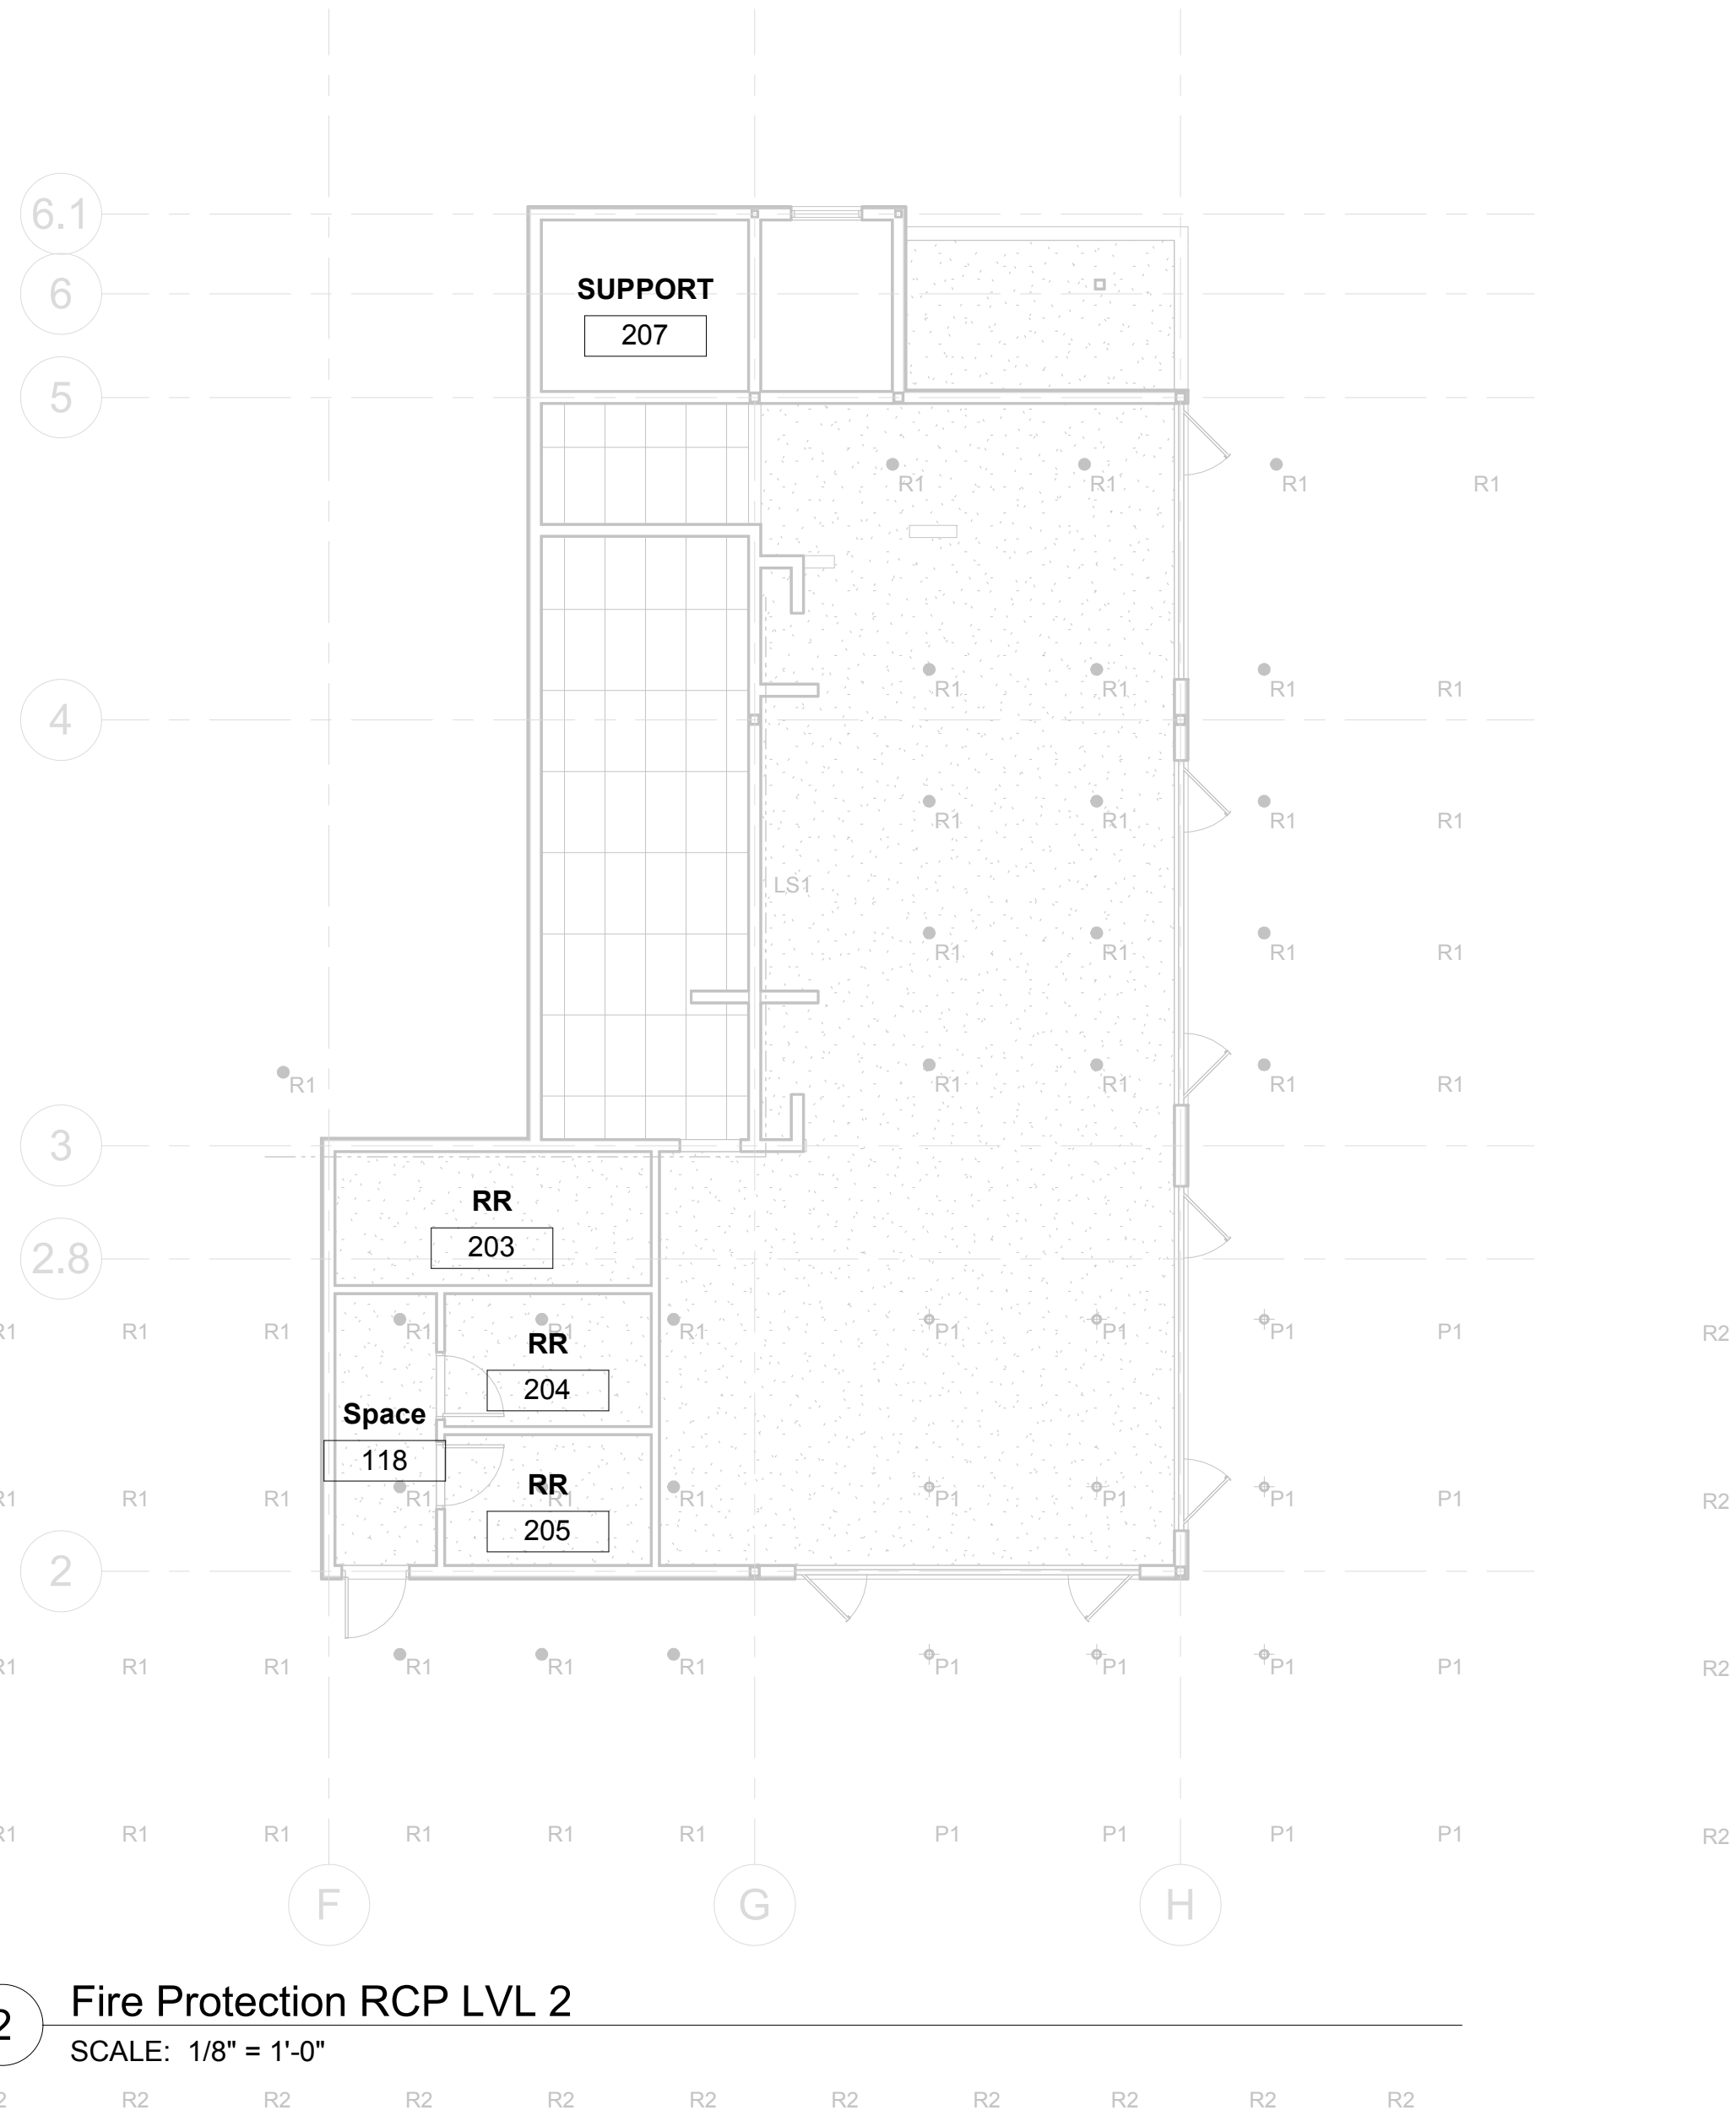 6.1
SUPPORT
6
207
5
R1 R1 R1 R1
R1 R1 R1 R1
4
R1 R1 R1 R1
LS1
R1 R1 R1 R1
R1 R1 R1 R1 R1
3
RR
203
2.8
R1 R1 R1 R1 R1 R1 P1 P1 P1 P1 R2
RR
204
Space
118
RR
R1 R1 R1 R1 R1 R1 P1 P1 P1 P1 R2
205
2
R1 R1 R1 R1 R1 R1 P1 P1 P1 P1 R2
R1 R1 R1 R1 R1 R1 P1 P1 P1 P1 R2
F G H
2 Fire Protection RCP LVL 2
SCALE: 1/8" = 1'-0"
2 R2 R2 R2 R2 R2 R2 R2 R2 R2 R2